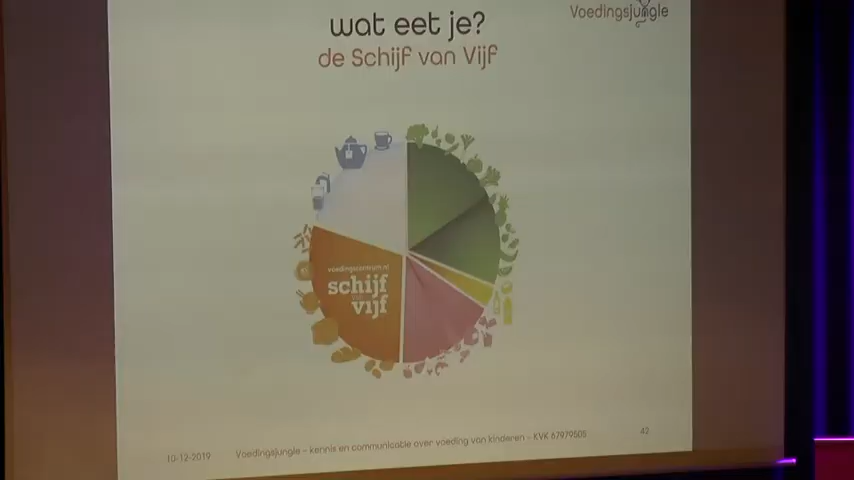 wat eet je?
Voedingsjungle
de Schijf van Vijf
voedingscentrum.nl
schijf
vijf
10-12-2019 Voedingsjungle – kennis en communicatie over voeding van kinderen – KVK 67979505 42